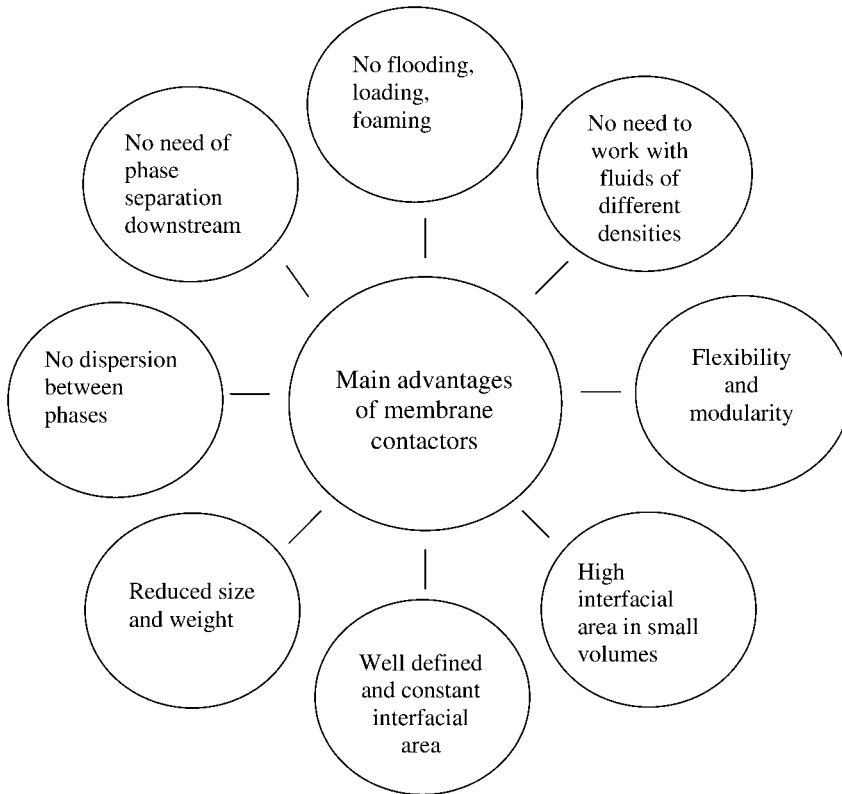 No flooding,
loading,
foaming
No need of
phase
separation
downstream
No need to
work with
fluids of
different
densities
No dispersion
between
phases
Main advantages
of membrane
contactors
Flexibility
and
modularity
Reduced size
and weight
High
interfacial
area in small
volumes
Well defined
and constant
interfacial
area